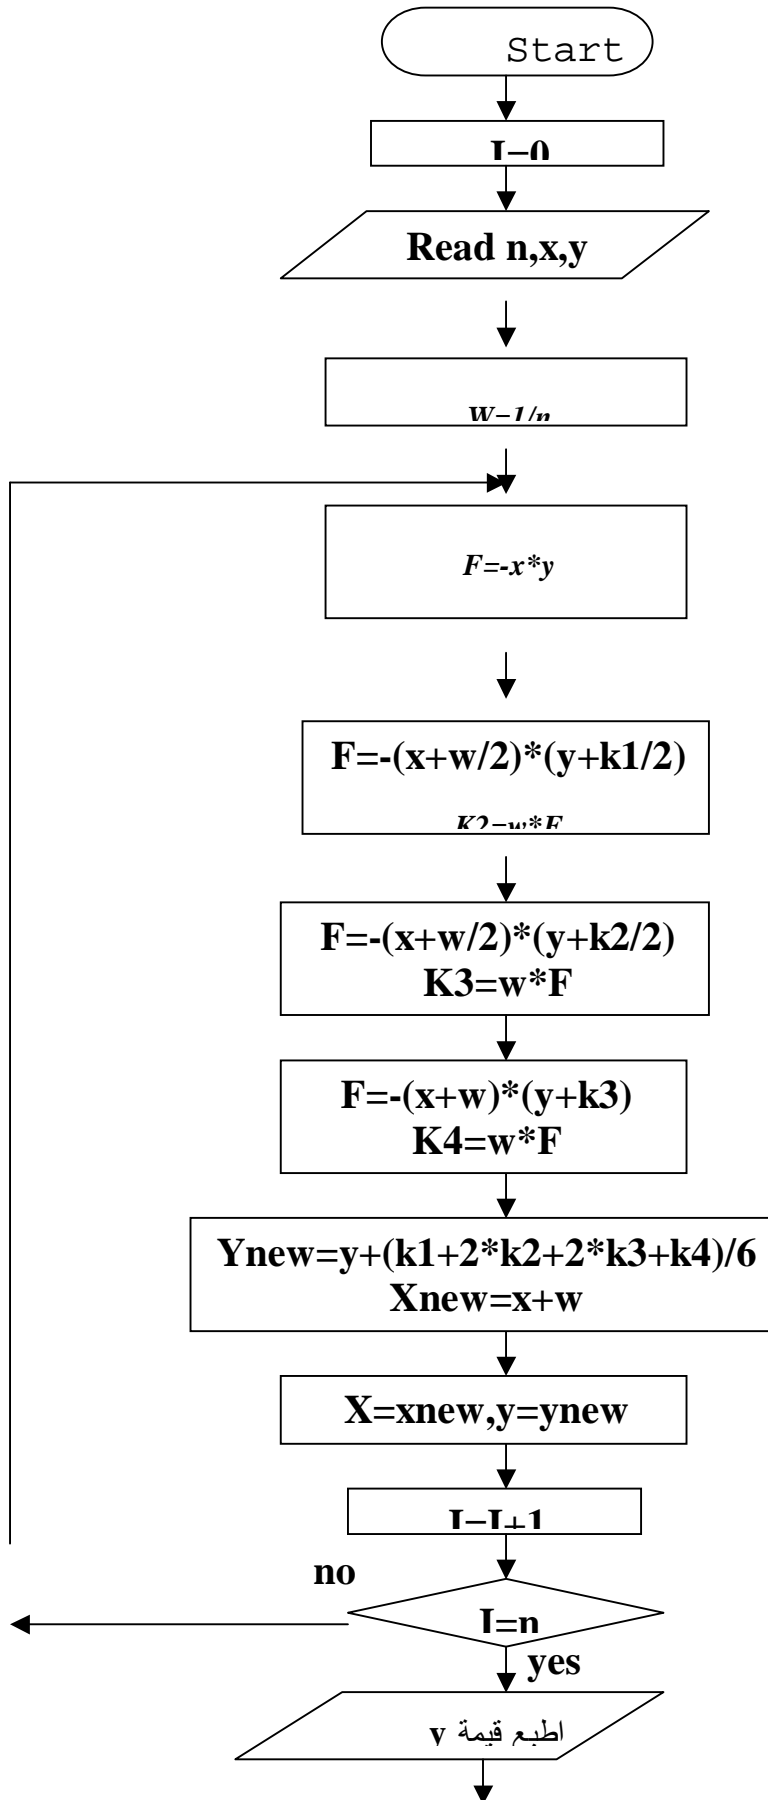 Start
I=0
Read n,x,y
W=1/n
F=-x*y
F=-(x+w/2)*(y+k1/2)
K2=w*F
F=-(x+w/2)*(y+k2/2)
K3=w*F
F=-(x+w)*(y+k3)
K4=w*F
Ynew=y+(k1+2*k2+2*k3+k4)/6
Xnew=x+w
X=xnew,y=ynew
I=I+1
no
I=n
yes
اطبع قيمة y